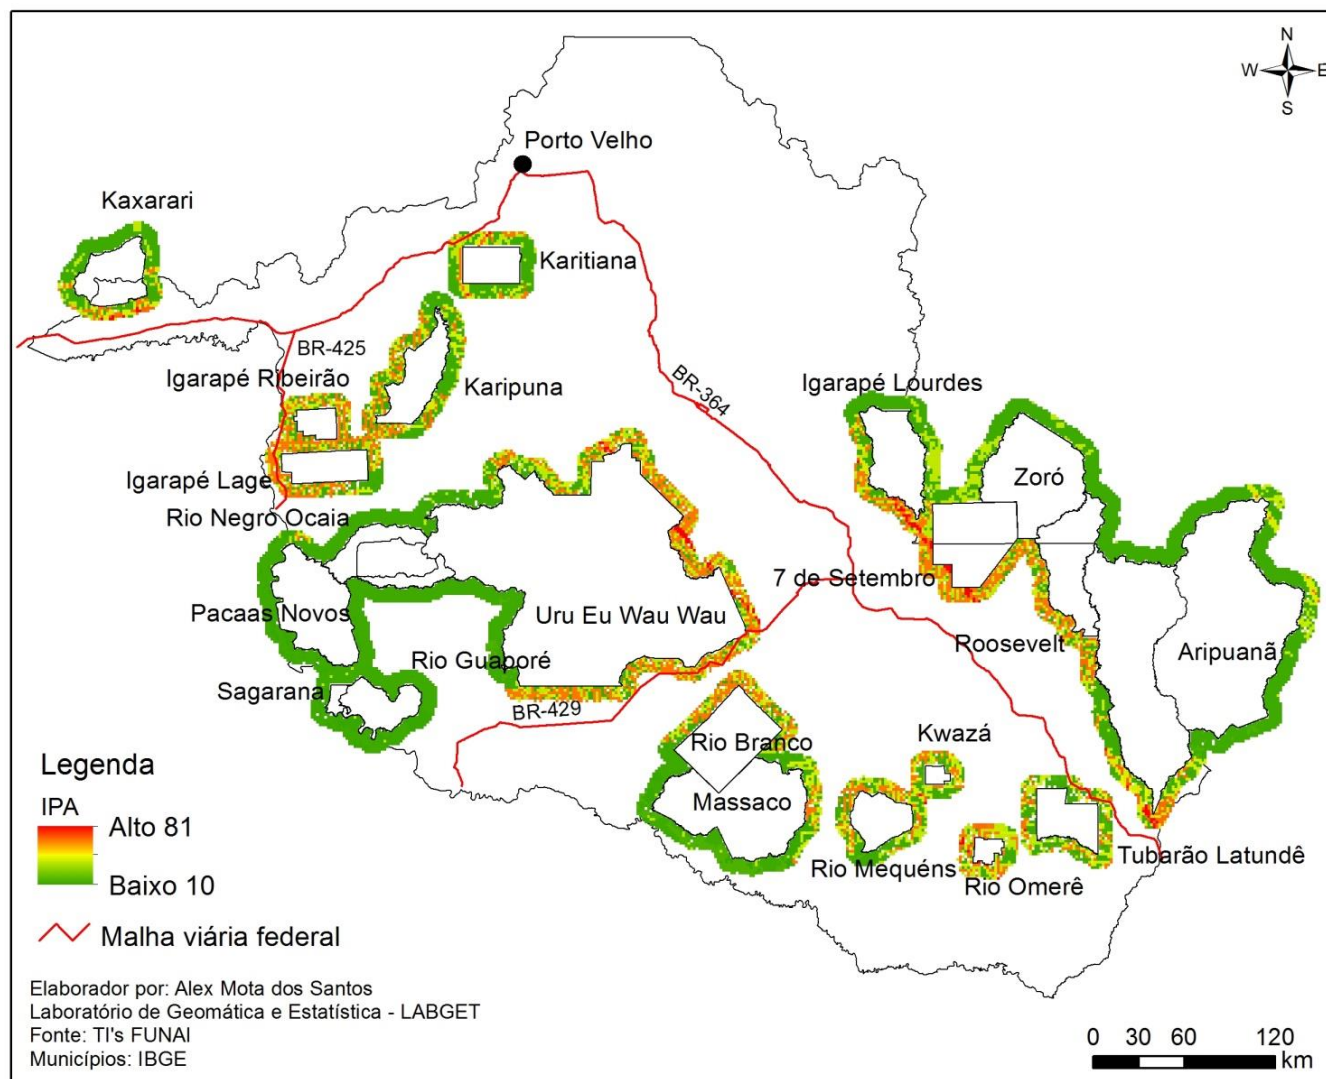 N
W E
S
Porto Velho
Kaxarari
Karitiana
BR-425
Igarapé Ribeirão
Karipuna
BR-364
Igarapé Lourdes
Zoró
Igarapé Lage
Rio Negro Ocaia
7 de Setembro
Pacaas Novos
Uru Eu Wau Wau
Roosevelt
Aripuanã
Rio Guaporé
Sagarana
BR-429
Rio Branco
Kwazá
Massaco
Rio Mequéns
Rio Omerê
Tubarão Latundê
Legenda
IPA
Alto 81
Baixo 10
Malha viária federal
Elaborador por: Alex Mota dos Santos
Laboratório de Geomática e Estatística - LABGET
Fonte: TI's FUNAI
Municípios: IBGE
0 30 60 120
km